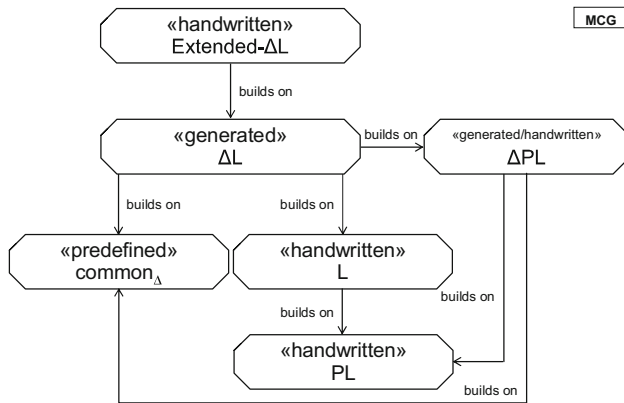 «handwritten»
Extended-ΔL
MCG
builds on
«generated»
ΔL
builds on
«generated/handwritten»
ΔPL
builds on
builds on
«predefined»
common_Δ
«handwritten»
L
builds on
builds on
«handwritten»
PL
builds on